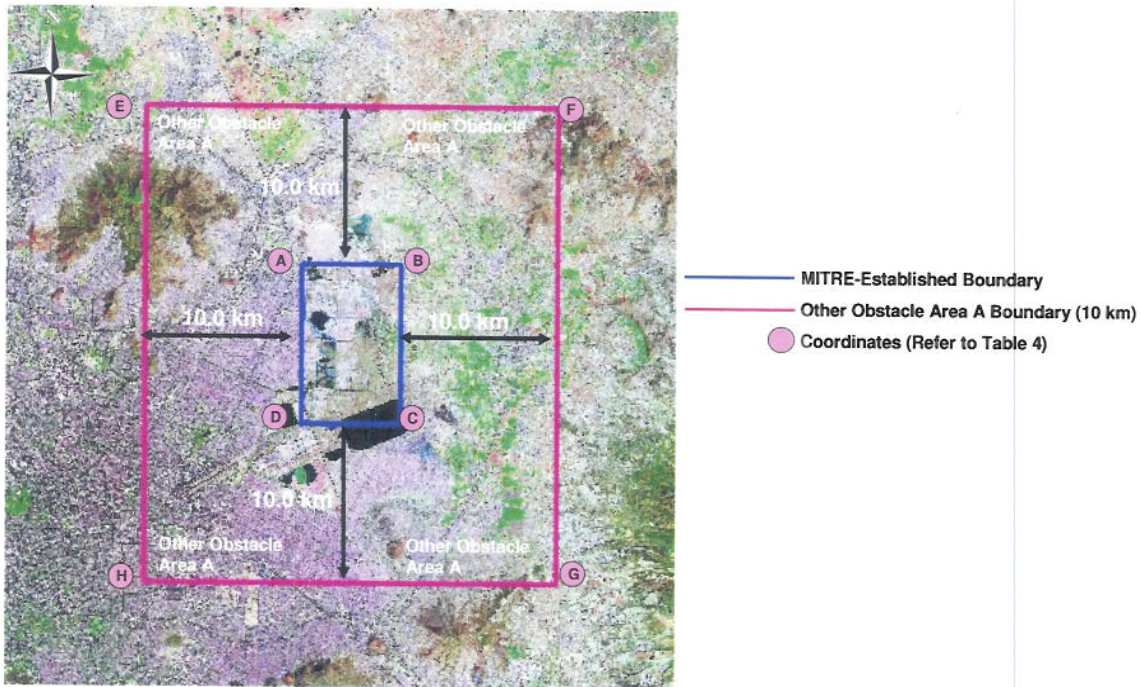 N
E
F
Other Obstacle
Area A
Other Obstacle
Area A
10.0 km
A
B
10.0 km
10.0 km
D
C
10.0 km
Other Obstacle
Area A
Other Obstacle
Area A
H
G
MITRE-Established Boundary
Other Obstacle Area A Boundary (10 km)
Coordinates (Refer to Table 4)